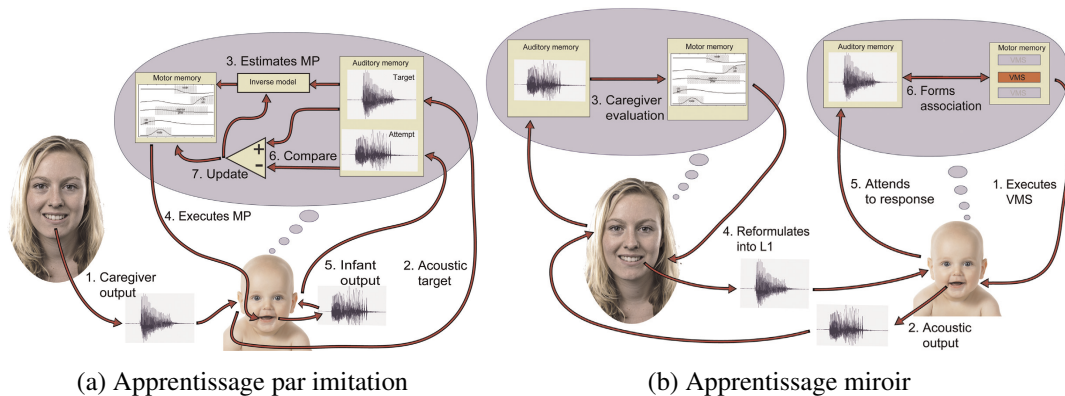 3. Estimates MP
Motor memory
Inverse model
Auditory memory
Target
Attempt
+
−
6. Compare
7. Update
4. Executes MP
1. Caregiver
output
5. Infant
output
2. Acoustic
target
(a) Apprentissage par imitation
Auditory memory
Motor memory
3. Caregiver
evaluation
4. Reformulates
into L1
Auditory memory
Motor memory
VMS
VMS
VMS
6. Forms
association
5. Attends
to response
1. Executes
VMS
2. Acoustic
output
(b) Apprentissage miroir